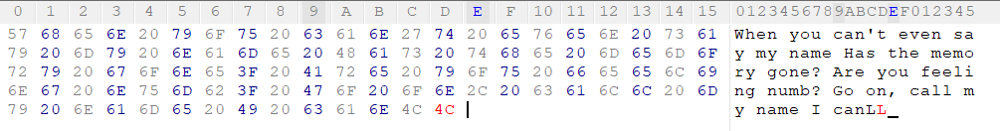 0 1 2 3 4 5 6 7 8 9 A B C D E F 10 11 12 13 14 15 0123456789ABCDEF012345
57 68 65 6E 20 79 6F 75 20 63 61 6E 27 74 20 65 76 65 6E 20 73 61 When you can't even sa
79 20 6D 79 20 6E 61 6D 65 20 48 61 73 20 74 68 65 20 6D 65 6D 6F y my name Has the memo
72 79 20 67 6F 6E 65 3F 20 41 72 65 20 79 6F 75 20 66 65 65 6C 69 ry gone? Are you feeli
6E 67 20 6E 75 6D 62 3F 20 47 6F 20 6F 6E 2C 20 63 61 6C 6C 20 6D ng numb? Go on, call m
79 20 6E 61 6D 65 20 49 20 63 61 6E 4C 4C y name I canLL